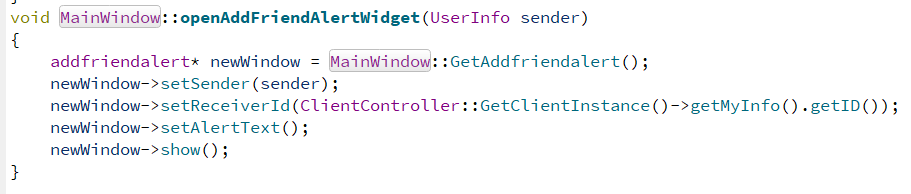 void MainWindow::openAddFriendAlertWidget(UserInfo sender)
{
    addfriendalert* newWindow = MainWindow::GetAddfriendalert();
    newWindow->setSender(sender);
    newWindow->setReceiverId(ClientController::GetClientInstance()->getMyInfo().getID());
    newWindow->setAlertText();
    newWindow->show();
}